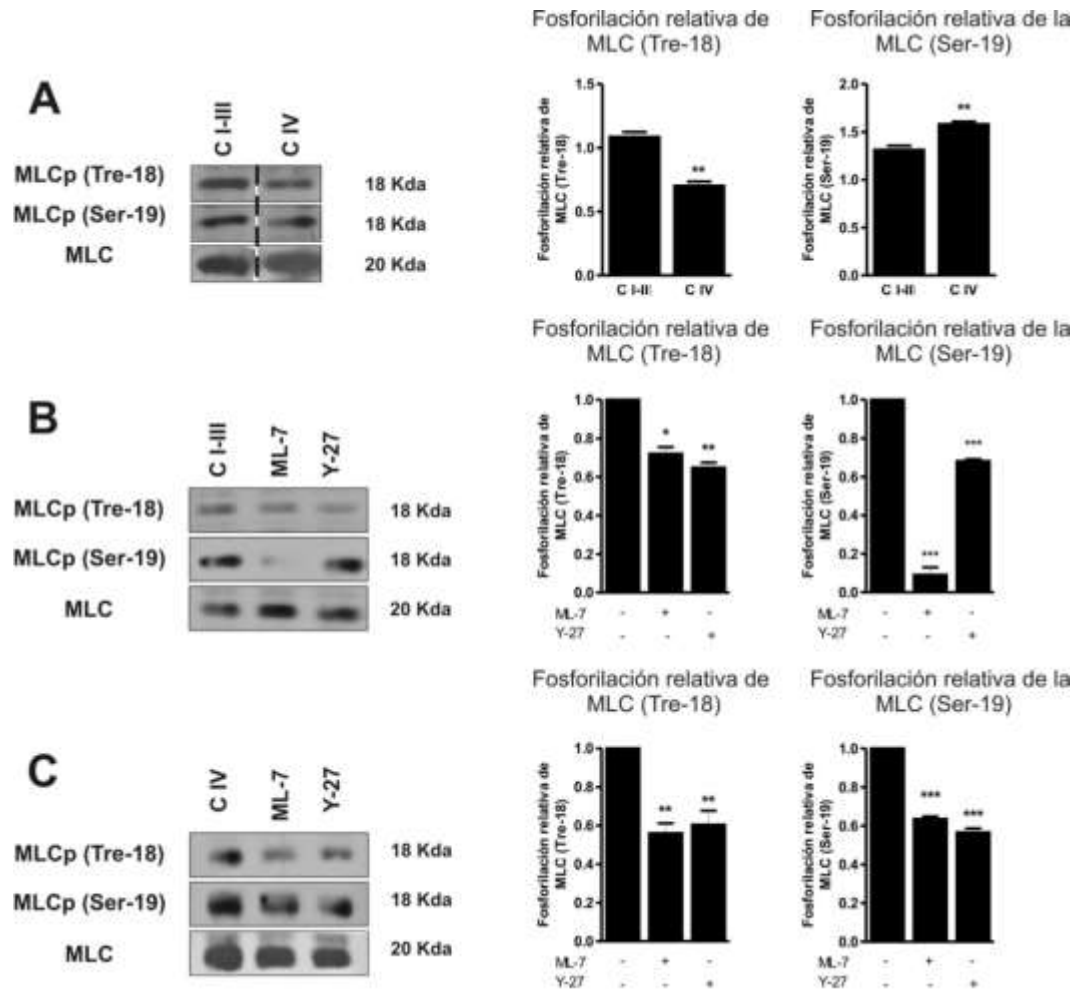 A
C I-III
C IV
MLCp (Tre-18)
18 Kda
MLCp (Ser-19)
18 Kda
MLC
20 Kda
Fosforilación relativa de
MLC (Tre-18)
Fosforilación relativa de
MLC (Tre-18)
1.5
1.0
0.5
0.0
**
C I-II
C IV
Fosforilación relativa de la
MLC (Ser-19)
Fosforilación relativa de
MLC (Ser-19)
2.0
1.5
1.0
0.5
0.0
**
C I-II
C IV
B
C I-III
ML-7
Y-27
MLCp (Tre-18)
18 Kda
MLCp (Ser-19)
18 Kda
MLC
20 Kda
Fosforilación relativa de
MLC (Tre-18)
Fosforilación relativa de
MLC (Tre-18)
1.0
0.8
0.6
0.4
0.2
0.0
*
**
ML-7 - + -
Y-27 - - +
Fosforilación relativa de la
MLC (Ser-19)
Fosforilación relativa de
MLC (Ser-19)
1.0
0.8
0.6
0.4
0.2
0.0
***
***
ML-7 - + -
Y-27 - - +
C
C IV
ML-7
Y-27
MLCp (Tre-18)
18 Kda
MLCp (Ser-19)
18 Kda
MLC
20 Kda
Fosforilación relativa de
MLC (Tre-18)
Fosforilación relativa de
MLC (Tre-18)
1.0
0.8
0.6
0.4
0.2
0.0
**
**
ML-7 - + -
Y-27 - - +
Fosforilación relativa de la
MLC (Ser-19)
Fosforilación relativa de
MLC (Ser-19)
1.0
0.8
0.6
0.4
0.2
0.0
***
***
ML-7 - + -
Y-27 - - +